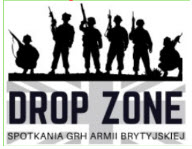 DROP ZONE
SPOTKANIA GRH ARMII BRYTYJSKIEJ